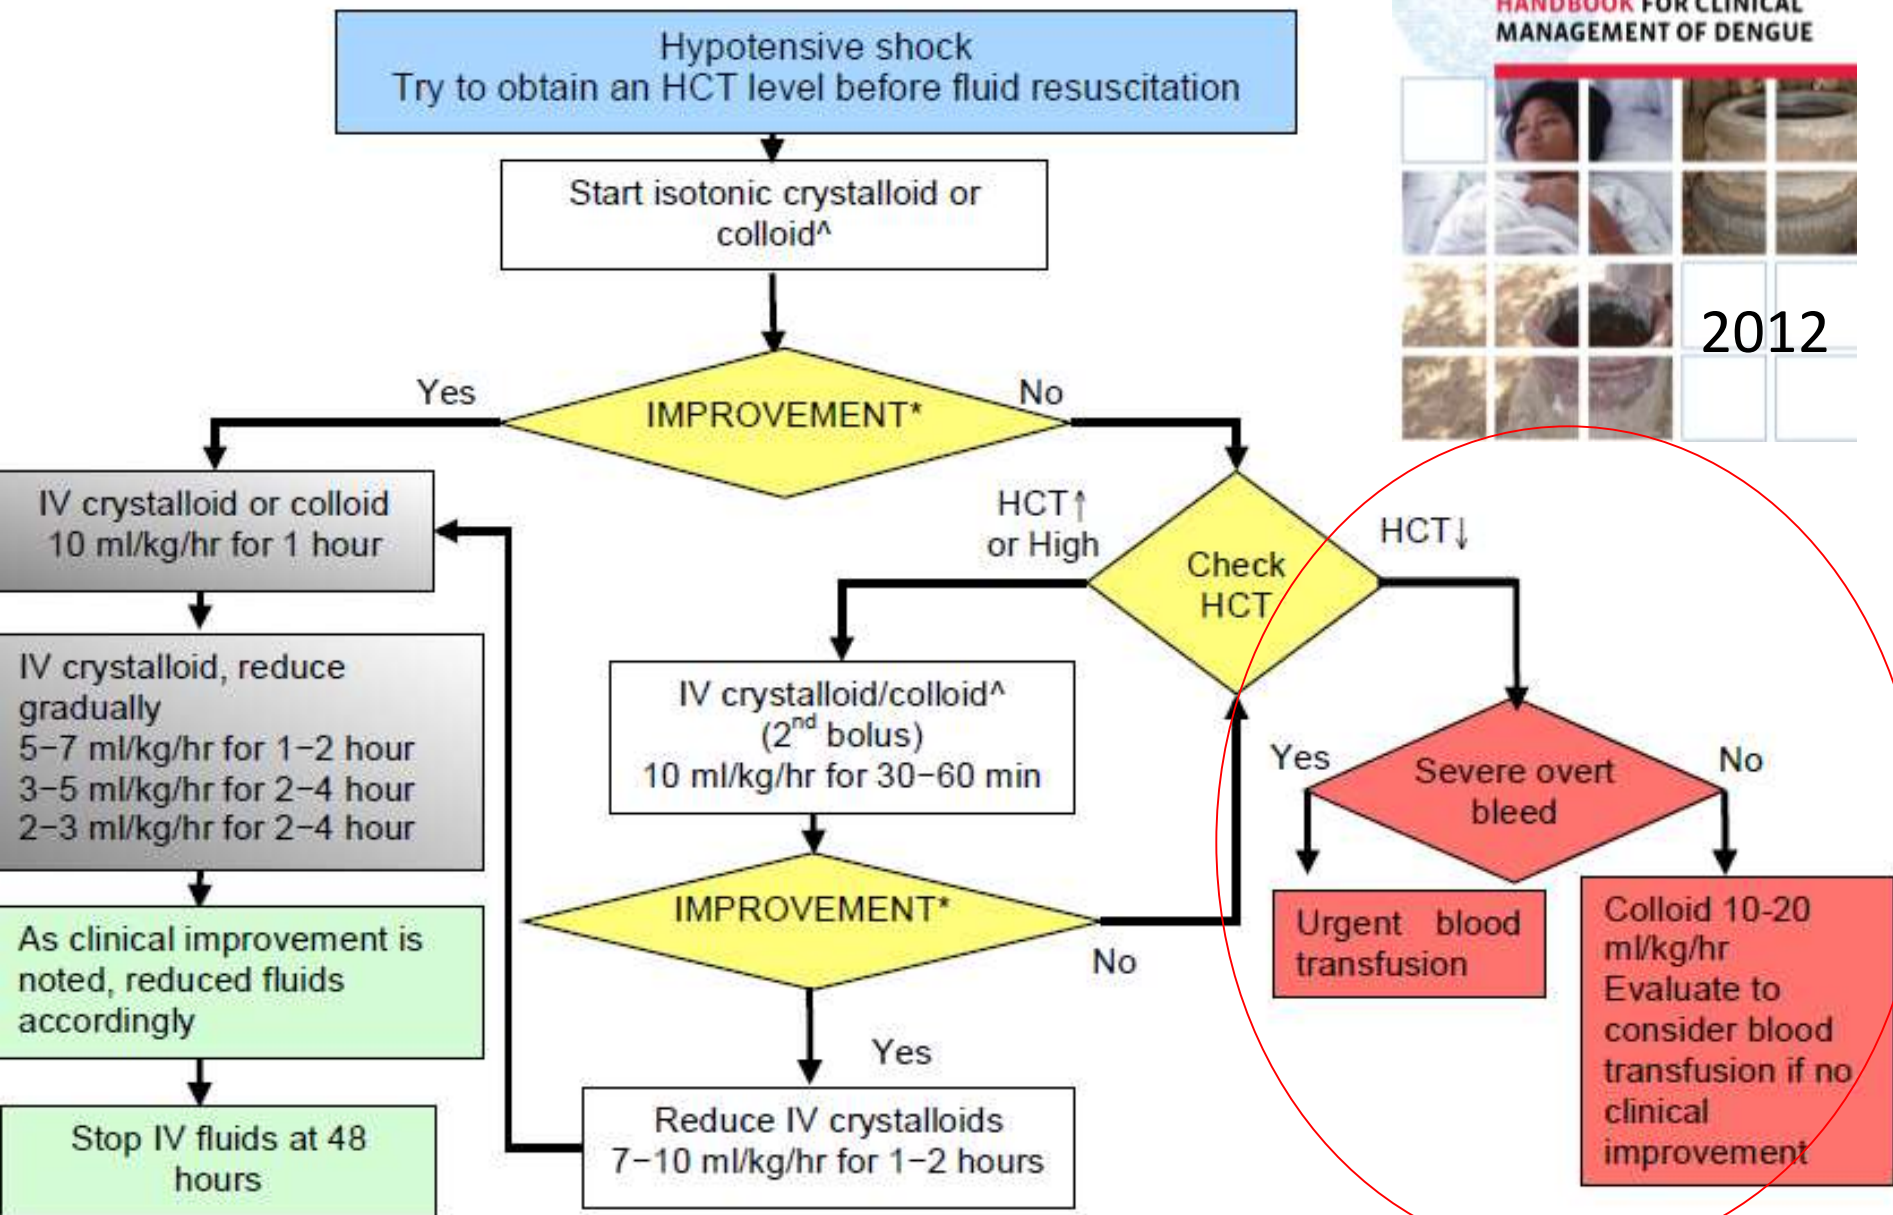 HANDBOOK FOR CLINICAL
MANAGEMENT OF DENGUE
2012
Hypotensive shock
Try to obtain an HCT level before fluid resuscitation
Start isotonic crystalloid or
colloid^
IMPROVEMENT*
Yes
No
IV crystalloid or colloid
10 ml/kg/hr for 1 hour
IV crystalloid, reduce
gradually
5−7 ml/kg/hr for 1−2 hour
3−5 ml/kg/hr for 2−4 hour
2−3 ml/kg/hr for 2−4 hour
As clinical improvement is
noted, reduced fluids
accordingly
Stop IV fluids at 48
hours
Check
HCT
HCT↑
or High
HCT↓
IV crystalloid/colloid^
(2nd bolus)
10 ml/kg/hr for 30−60 min
IMPROVEMENT*
No
Yes
Reduce IV crystalloids
7−10 ml/kg/hr for 1−2 hours
Severe overt
bleed
Yes
No
Urgent blood
transfusion
Colloid 10-20
ml/kg/hr
Evaluate to
consider blood
transfusion if no
clinical
improvement